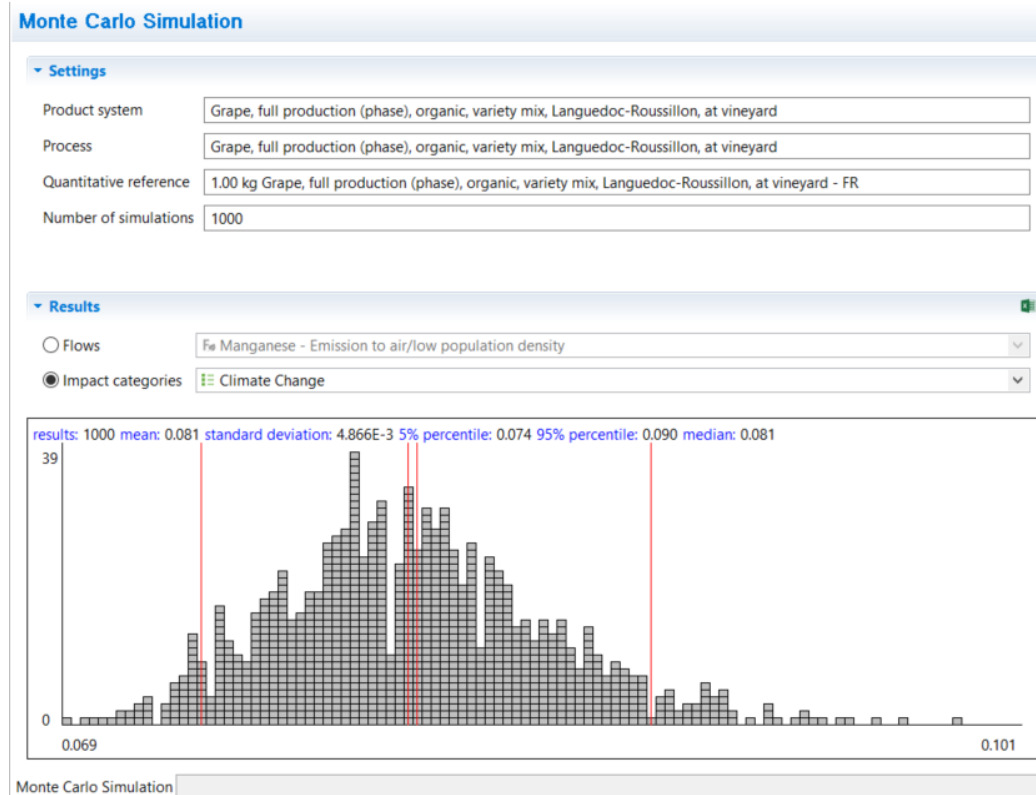 Monte Carlo Simulation
Settings
Product system Grape, full production (phase), organic, variety mix, Languedoc-Roussillon, at vineyard
Process Grape, full production (phase), organic, variety mix, Languedoc-Roussillon, at vineyard
Quantitative reference 1.00 kg Grape, full production (phase), organic, variety mix, Languedoc-Roussillon, at vineyard - FR
Number of simulations 1000
Results
Flows Fe Manganese - Emission to air/low population density
Impact categories Climate Change
results: 1000 mean: 0.081 standard deviation: 4.866E-3 5% percentile: 0.074 95% percentile: 0.090 median: 0.081
39
0
0.069 0.101
Monte Carlo Simulation